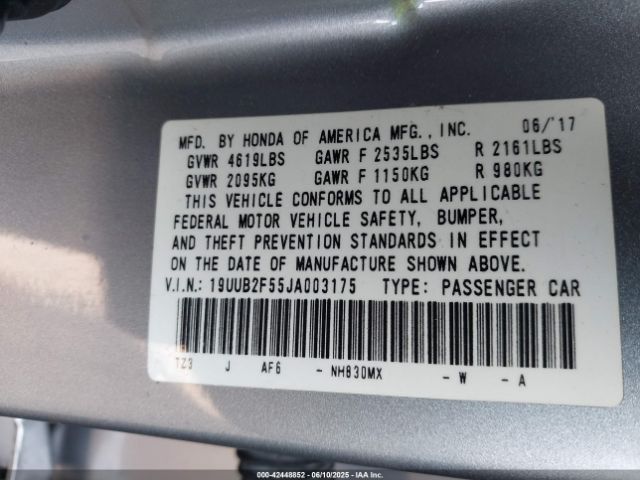 06/'17
MFD. BY HONDA OF AMERICA MFG., INC.
GVWR 4619LBS GAWR F 2535LBS R 2161LBS
GVWR 2095KG GAWR F 1150KG R 980KG
THIS VEHICLE CONFORMS TO ALL APPLICABLE
FEDERAL MOTOR VEHICLE SAFETY, BUMPER,
AND THEFT PREVENTION STANDARDS IN EFFECT
ON THE DATE OF MANUFACTURE SHOWN ABOVE.
V.I.N.: 19UUB2F55JA003175 TYPE: PASSENGER CAR
TZ3 J AF6 - NH830MX - W - A
000-42448852 - 06/10/2025 - IAA Inc.